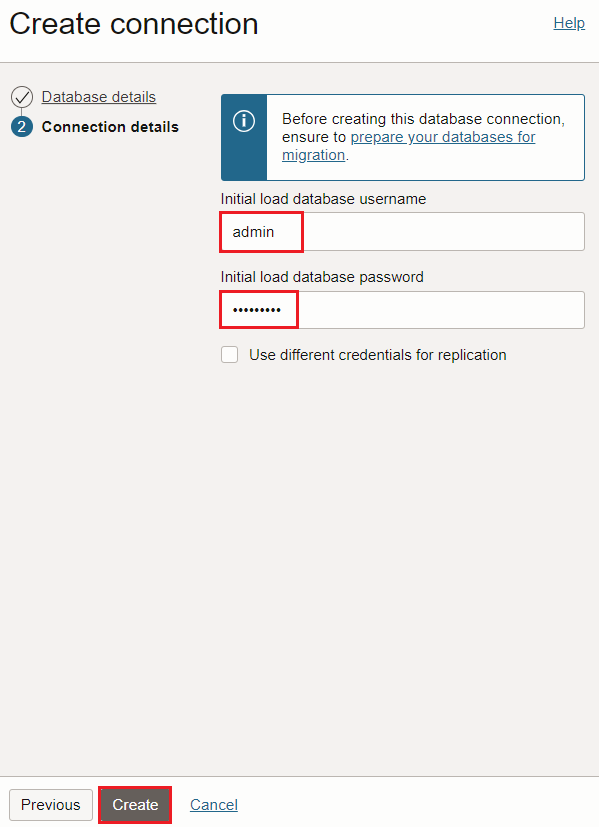 Create connection
Help
Database details
2 Connection details
Before creating this database connection,
ensure to prepare your databases for
migration.
Initial load database username
admin
Initial load database password
•••••••••
Use different credentials for replication
Previous
Create
Cancel